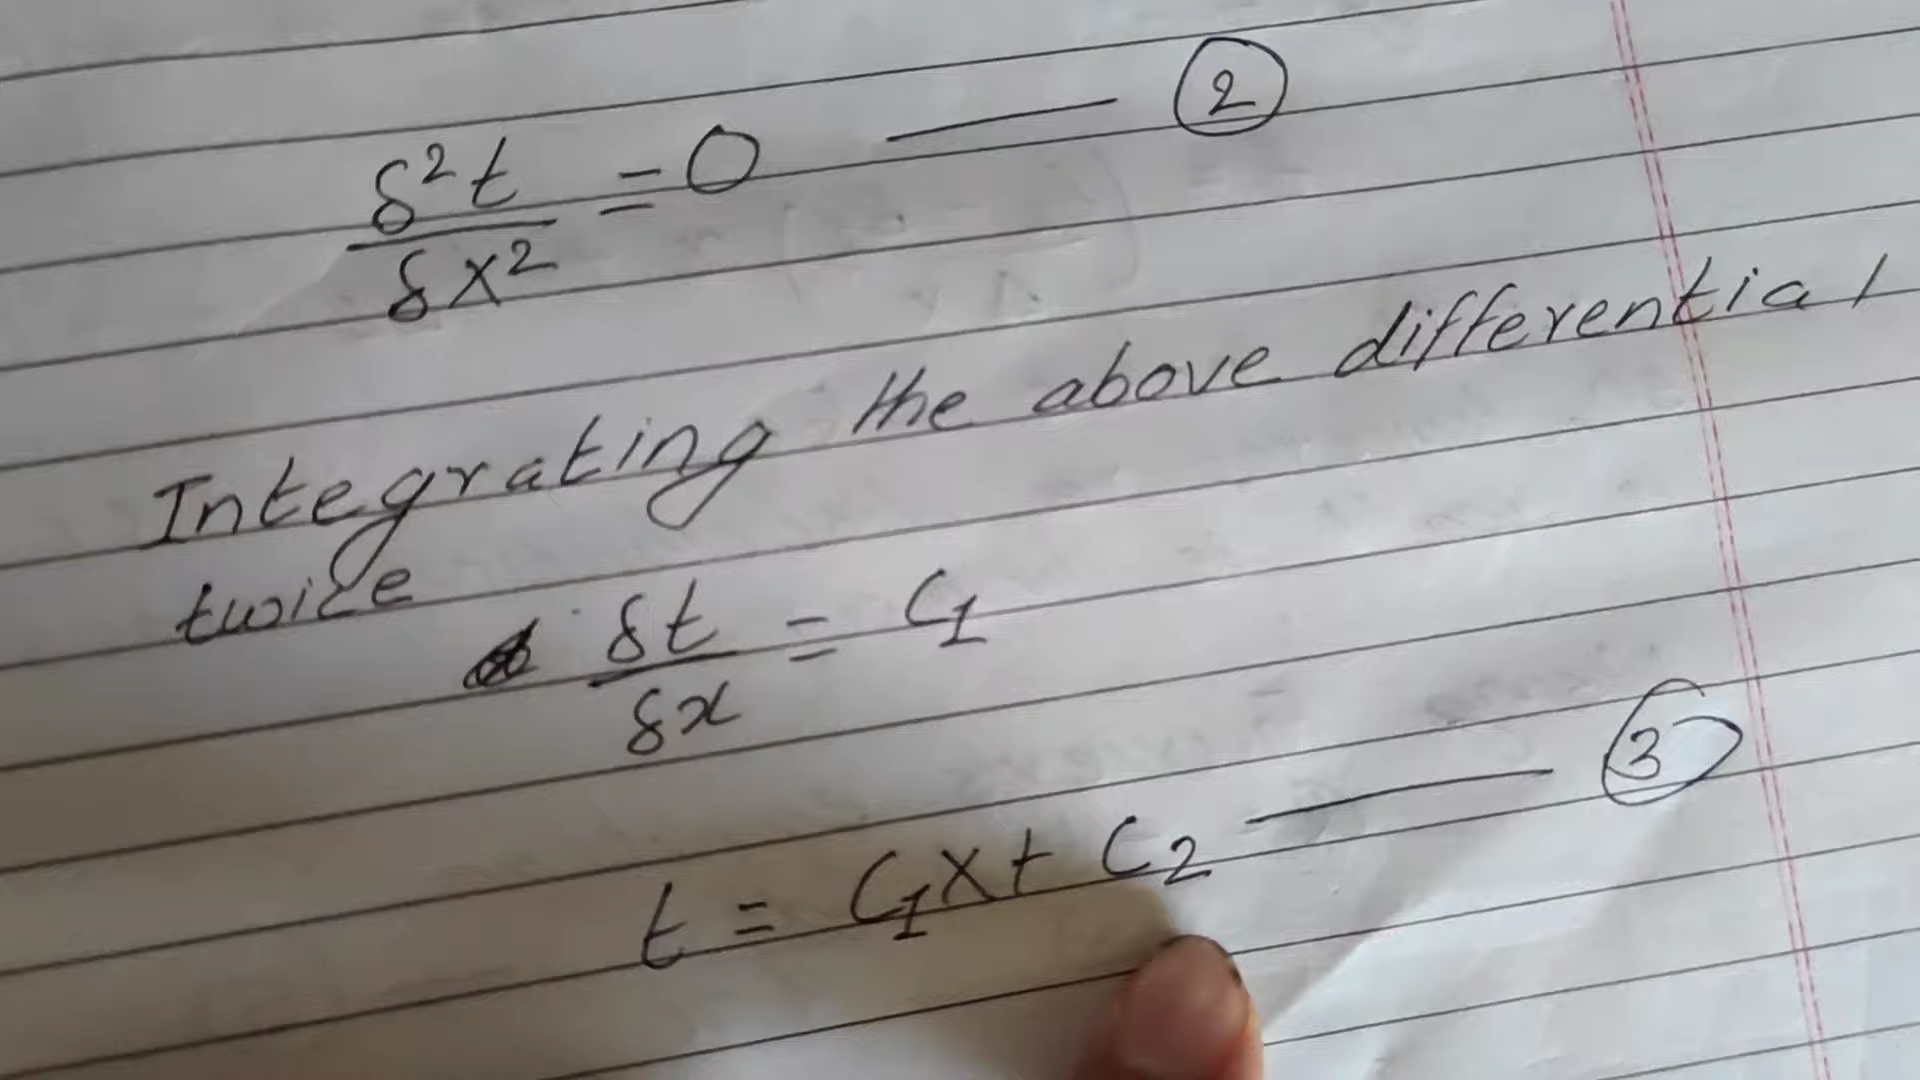 δ²t/δx² = 0 —— ②
Integrating the above differential
twice
δt/δx = C₁
t = C₁x + C₂ —— ③